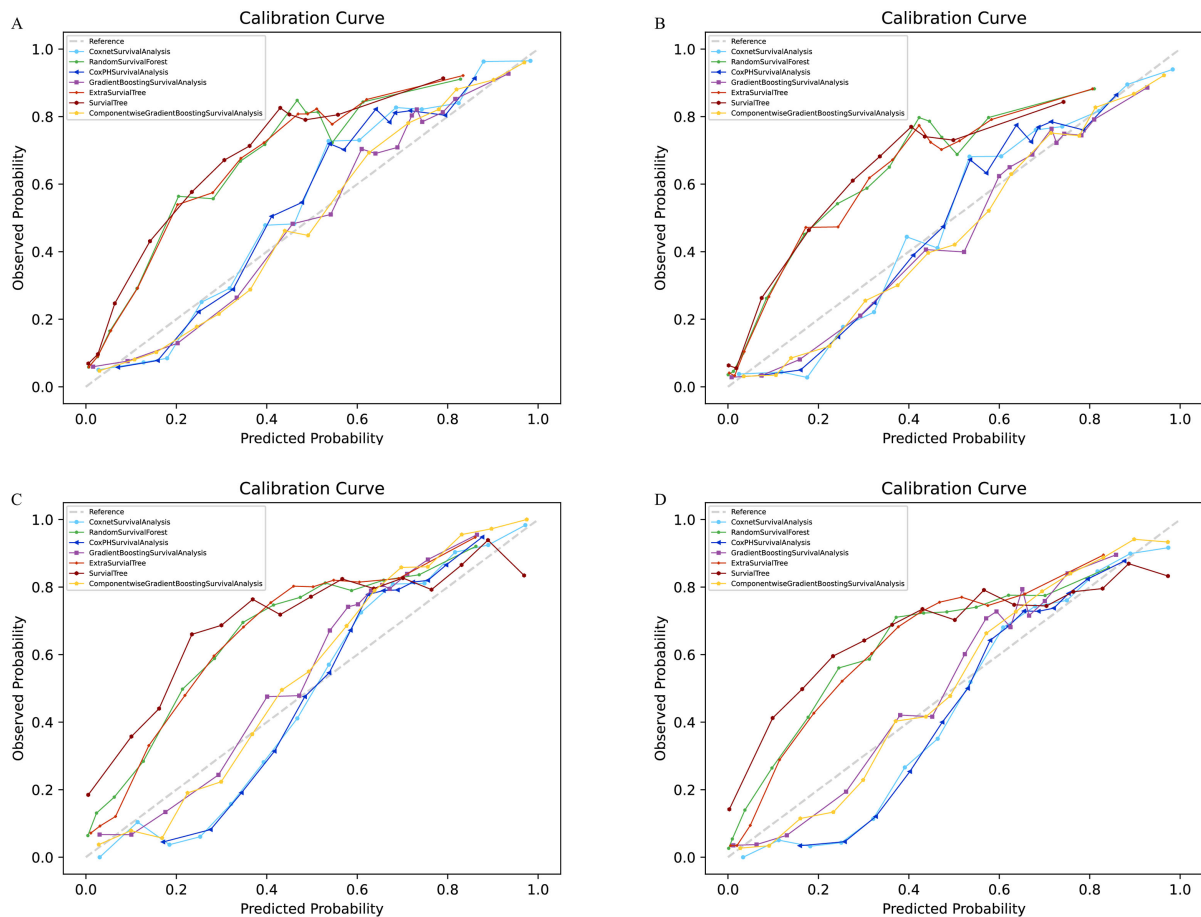 A
Calibration Curve
Reference
CoxnetSurvivalAnalysis
RandomSurvivalForest
CoxPHSurvivalAnalysis
GradientBoostingSurvivalAnalysis
ExtraSurvialTree
SurvialTree
ComponentwiseGradientBoostingSurvivalAnalysis
Observed Probability
1.0
0.8
0.6
0.4
0.2
0.0
0.0 0.2 0.4 0.6 0.8 1.0
Predicted Probability
B
Calibration Curve
Reference
CoxnetSurvivalAnalysis
RandomSurvivalForest
CoxPHSurvivalAnalysis
GradientBoostingSurvivalAnalysis
ExtraSurvialTree
SurvialTree
ComponentwiseGradientBoostingSurvivalAnalysis
Observed Probability
1.0
0.8
0.6
0.4
0.2
0.0
0.0 0.2 0.4 0.6 0.8 1.0
Predicted Probability
C
Calibration Curve
Reference
CoxnetSurvivalAnalysis
RandomSurvivalForest
CoxPHSurvivalAnalysis
GradientBoostingSurvivalAnalysis
ExtraSurvialTree
SurvialTree
ComponentwiseGradientBoostingSurvivalAnalysis
Observed Probability
1.0
0.8
0.6
0.4
0.2
0.0
0.0 0.2 0.4 0.6 0.8 1.0
Predicted Probability
D
Calibration Curve
Reference
CoxnetSurvivalAnalysis
RandomSurvivalForest
CoxPHSurvivalAnalysis
GradientBoostingSurvivalAnalysis
ExtraSurvialTree
SurvialTree
ComponentwiseGradientBoostingSurvivalAnalysis
Observed Probability
1.0
0.8
0.6
0.4
0.2
0.0
0.0 0.2 0.4 0.6 0.8 1.0
Predicted Probability